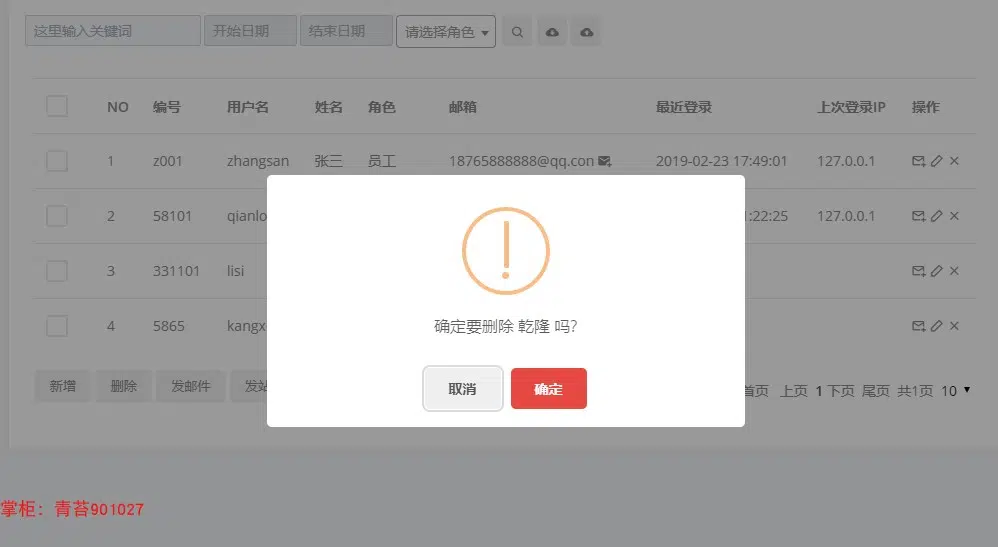 这里输入关键词 开始日期 结束日期 请选择角色
NO 编号 用户名 姓名 角色 邮箱 最近登录 上次登录IP 操作
1 z001 zhangsan 张三 员工 18765888888@qq.con 2019-02-23 17:49:01 127.0.0.1
2 58101 qianlo :22:25 127.0.0.1
3 331101 lisi
4 5865 kangx
确定要删除 乾隆 吗?
取消 确定
新增 删除 发邮件 发站 首页 上页 1 下页 尾页 共1页 10
掌柜：青苔901027